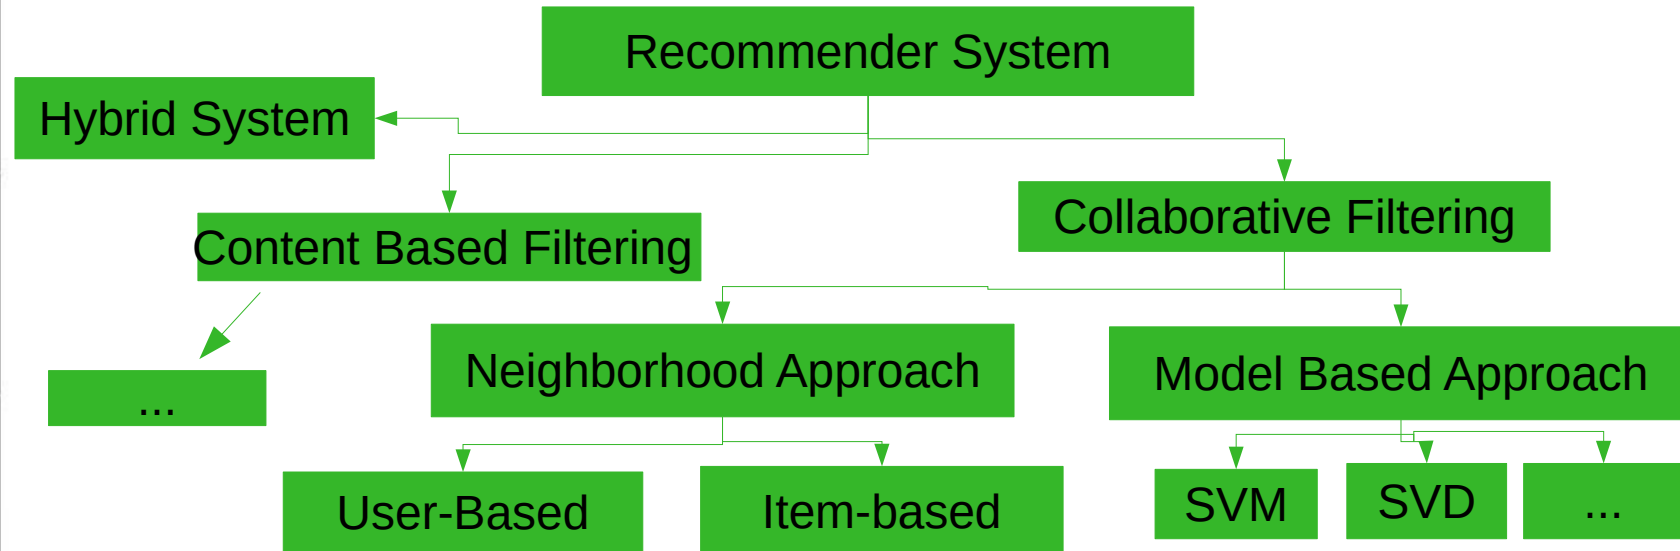 Recommender System
Hybrid System
Collaborative Filtering
Content Based Filtering
Neighborhood Approach
Model Based Approach
...
User-Based
Item-based
SVM
SVD
...